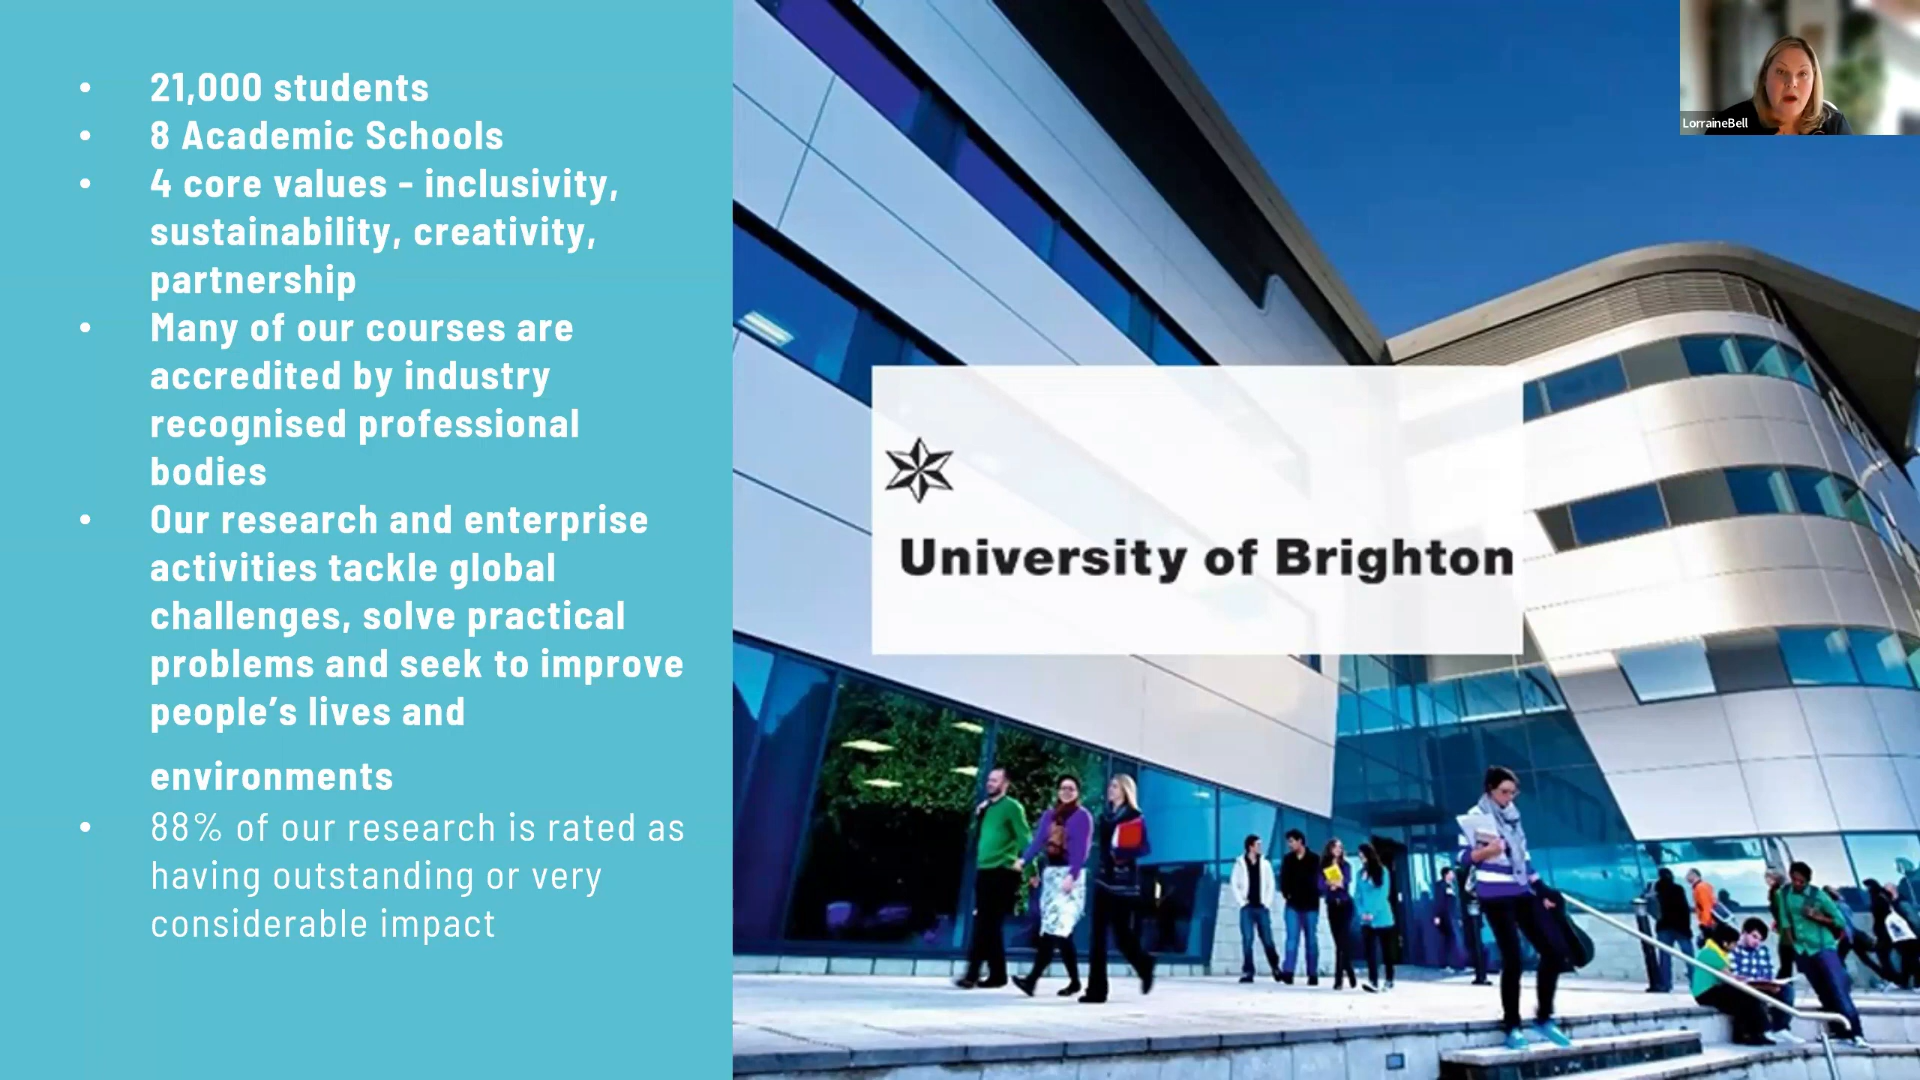 • 21,000 students
• 8 Academic Schools
• 4 core values - inclusivity,
sustainability, creativity,
partnership
• Many of our courses are
accredited by industry
recognised professional
bodies
• Our research and enterprise
activities tackle global
challenges, solve practical
problems and seek to improve
people’s lives and
environments
• 88% of our research is rated as
having outstanding or very
considerable impact
University of Brighton
LorraineBell